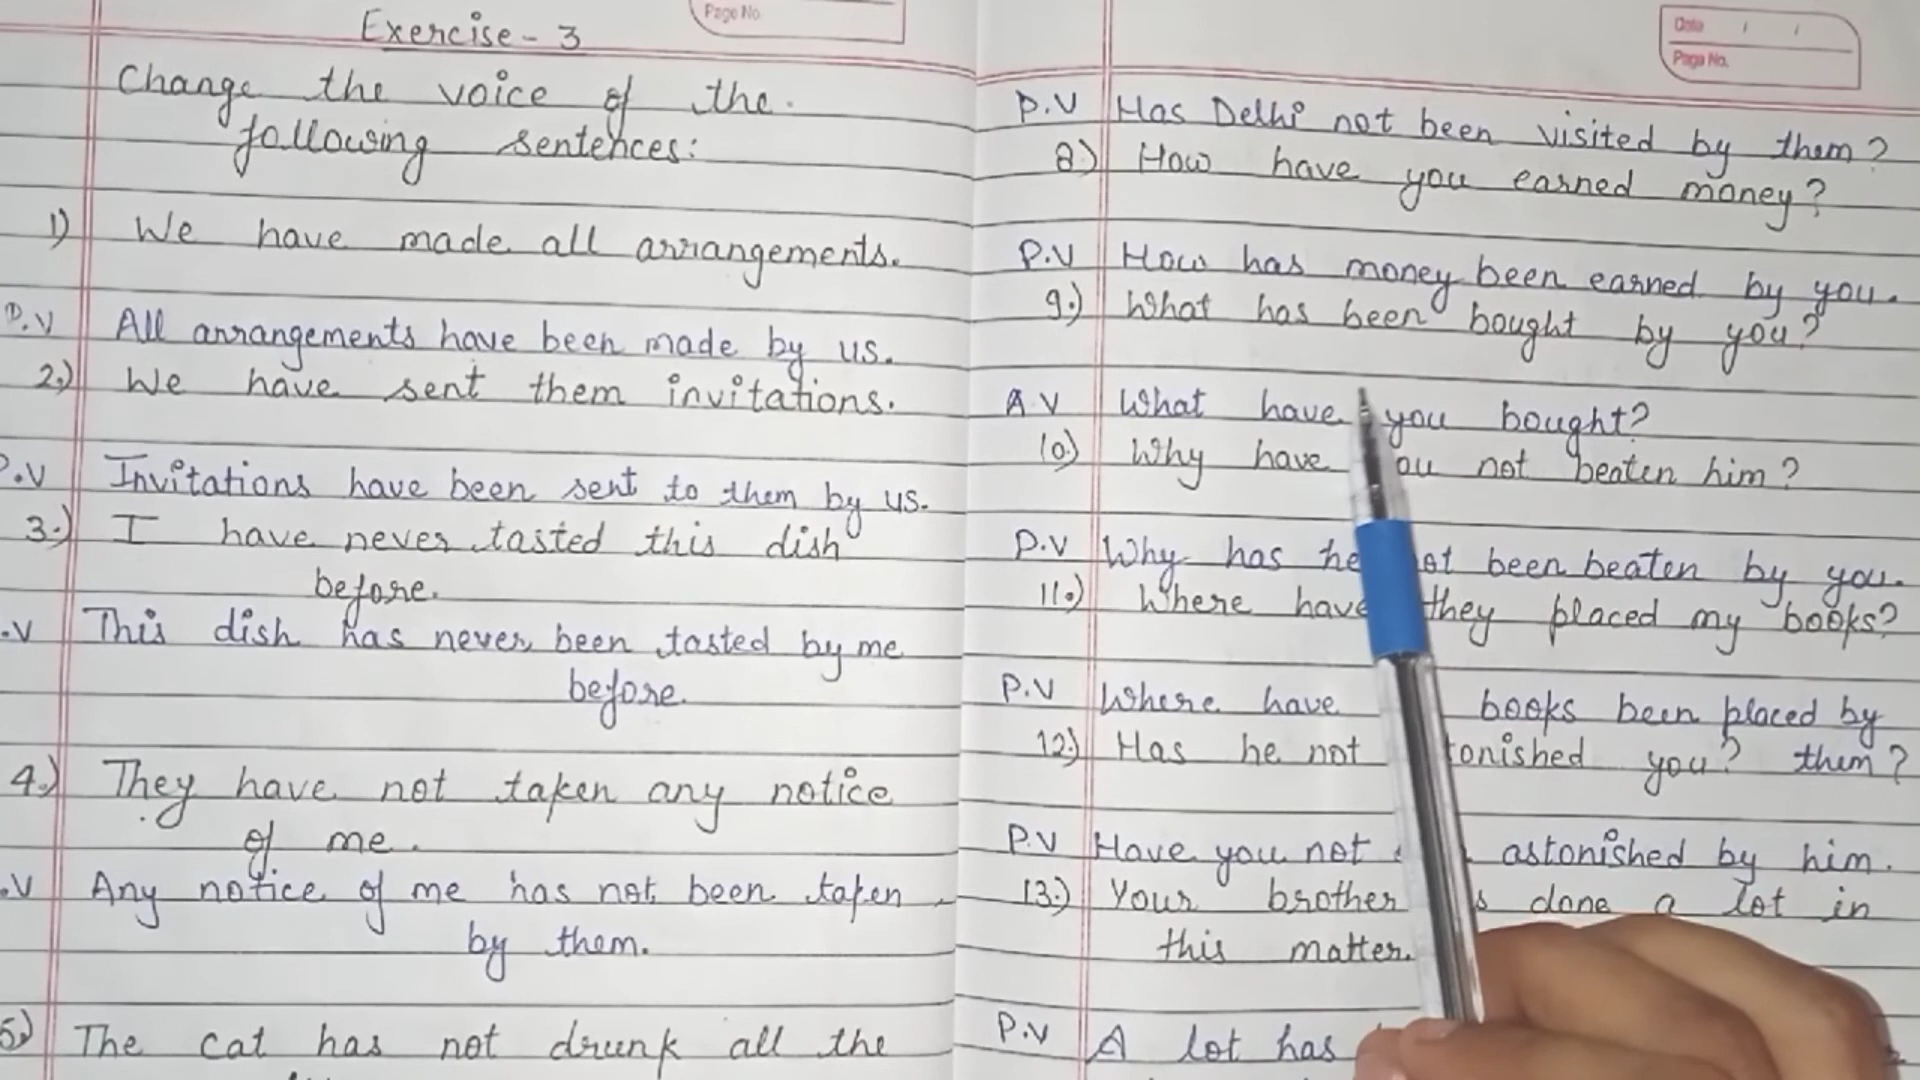 Page No.
Exercise - 3
Change the voice of the
following sentences:
1) We have made all arrangements.
P.V All arrangements have been made by us.
2.) We have sent them invitations.
P.V Invitations have been sent to them by us.
3.) I have never tasted this dish
before.
.V This dish has never been tasted by me
before.
4.) They have not taken any notice
of me.
.V Any notice of me has not been taken
by them.
5.) The cat has not drunk all the
Date / /
Page No.
P.V Has Delhi not been visited by them?
8.) How have you earned money?
P.V How has money been earned by you.
9.) What has been bought by you?
A.V What have you bought?
10.) Why have you not beaten him?
P.V Why has he not been beaten by you.
11.) Where have they placed my books?
P.V Where have books been placed by
them?
12.) Has he not astonished you?
P.V Have you not astonished by him.
13.) Your brother has done a lot in
this matter.
P.V A lot has